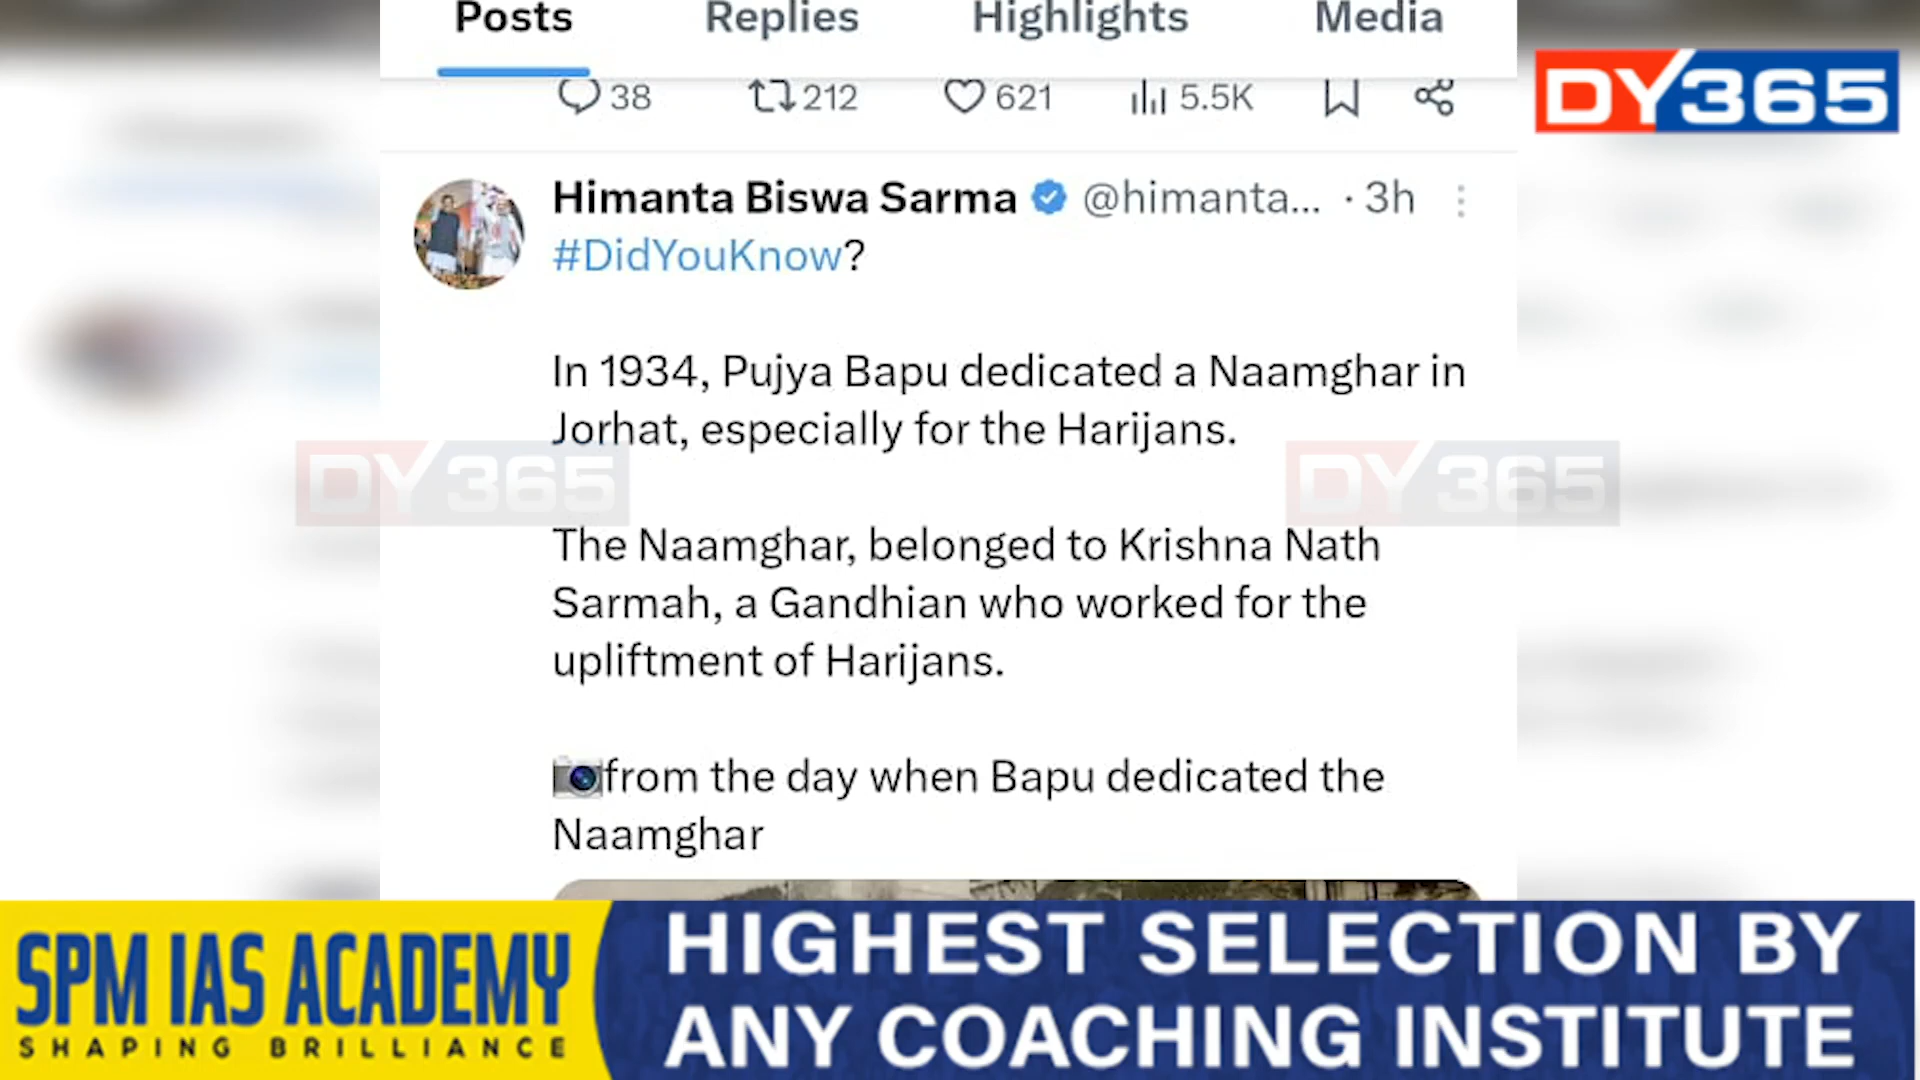 Posts Replies Highlights Media
38 212 621 5.5K
DY365
Himanta Biswa Sarma @himanta... · 3h
#DidYouKnow?
In 1934, Pujya Bapu dedicated a Naamghar in
Jorhat, especially for the Harijans.
DY365 DY365
The Naamghar, belonged to Krishna Nath
Sarmah, a Gandhian who worked for the
upliftment of Harijans.
from the day when Bapu dedicated the
Naamghar
SPM IAS ACADEMY
SHAPING BRILLIANCE
HIGHEST SELECTION BY
ANY COACHING INSTITUTE